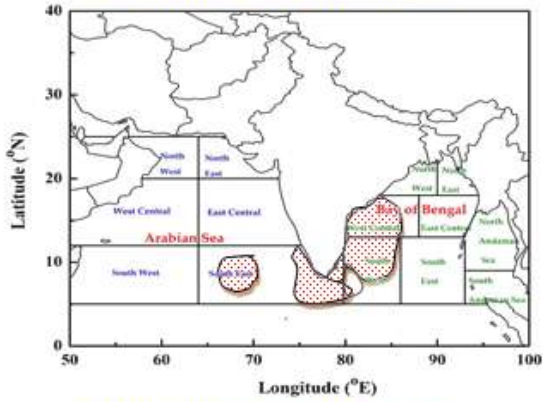 40
30
20
10
0
Latitude (°N)
North
West
North
East
North
West
North
East
West Central
East Central
Bay of Bengal
West Central
East Central
Arabian Sea
North
Andaman
Sea
South West
South East
South
South
East
South
Andaman Sea
50 60 70 80 90 100
Longitude (°E)